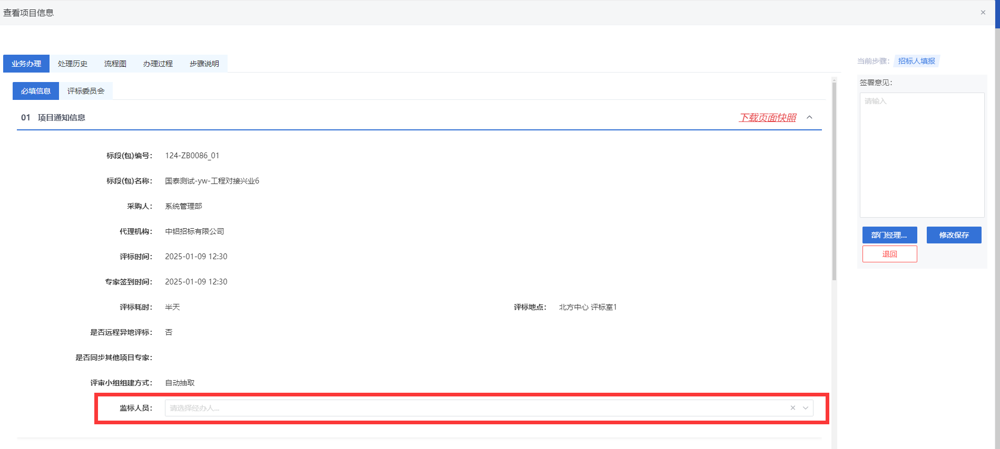 查看项目信息
业务办理 处理历史 流程图 办理过程 步骤说明
当前步骤： 招标人填报
必填信息 评标委员会
签署意见：
请输入
01 项目通知信息 下载页面快照
标段(包)编号： 124-ZB0086_01
标段(包)名称： 国泰测试-yw-工程对接兴业6
采购人： 系统管理部
代理机构： 中铝招标有限公司
部门经理... 修改保存
退回
评标时间： 2025-01-09 12:30
专家签到时间： 2025-01-09 12:30
评标耗时： 半天 评标地点： 北方中心 评标室1
是否远程异地评标： 否
是否同步其他项目专家：
评审小组组建方式： 自动抽取
监标人员： 请选择经办人...